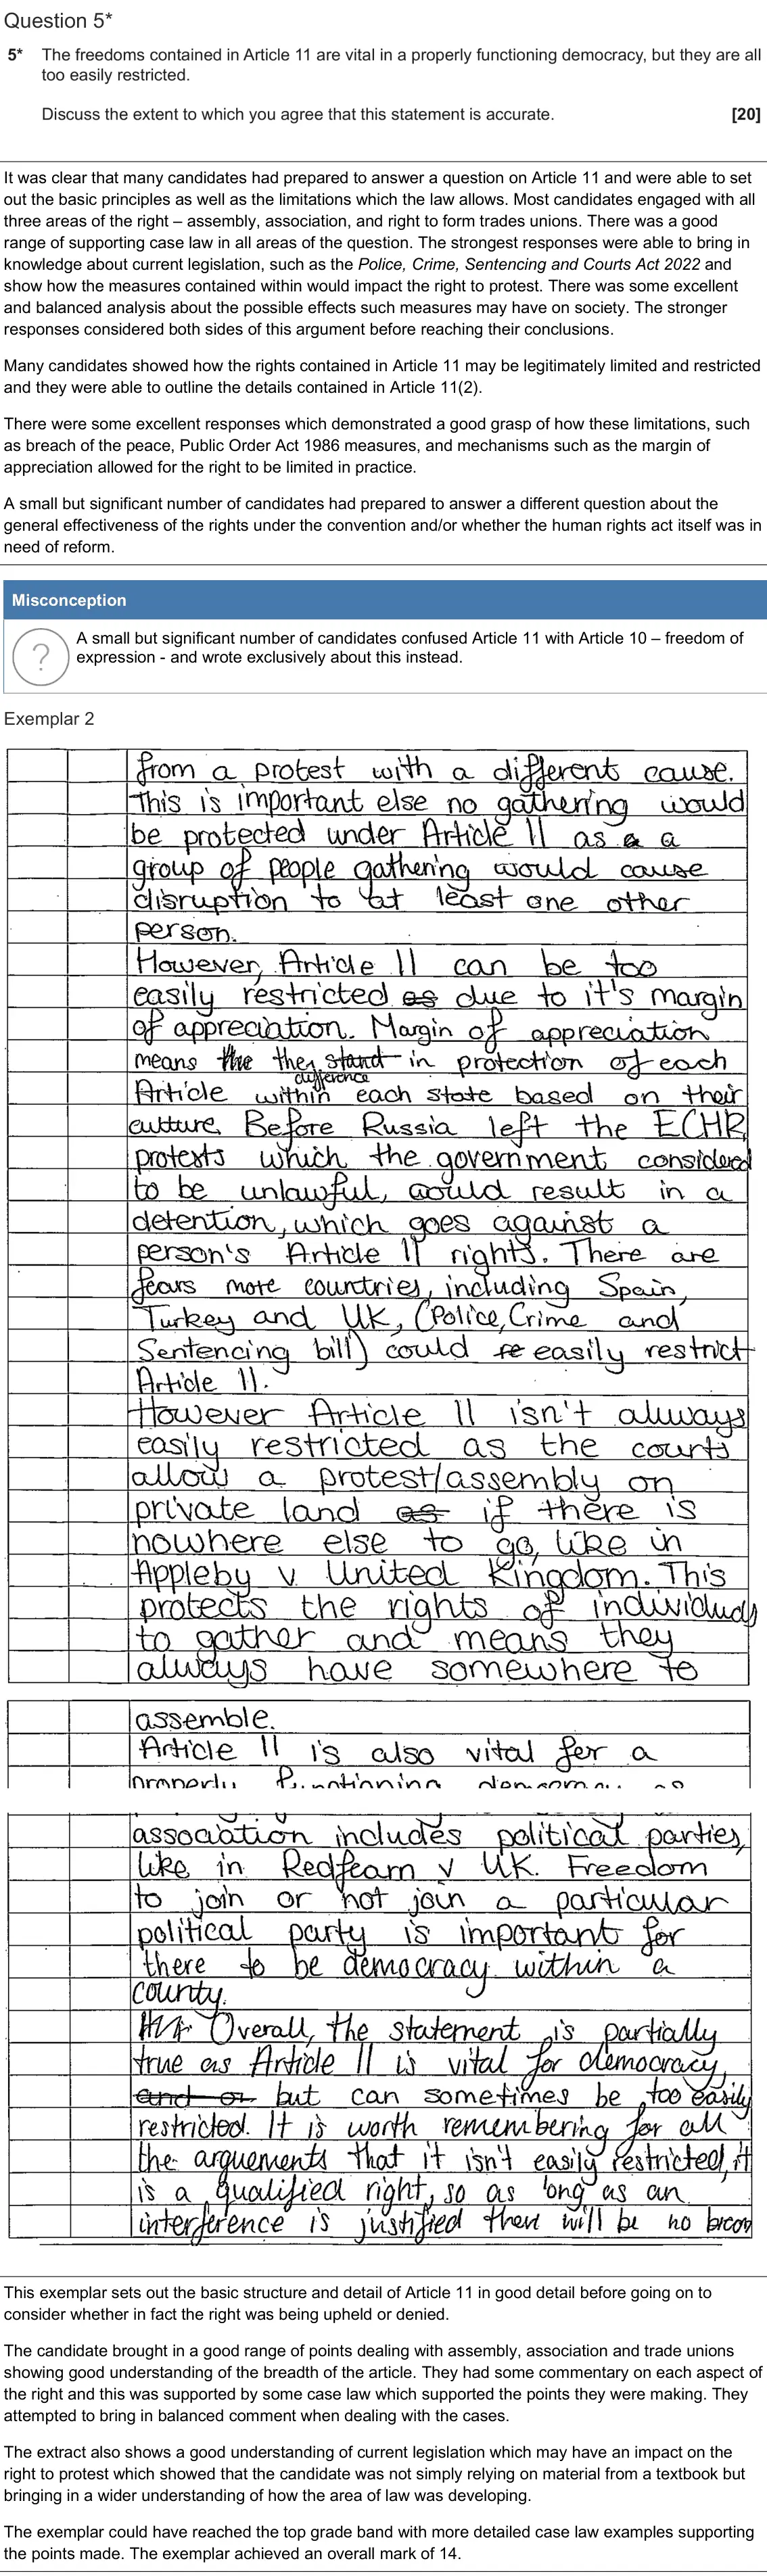 Question 5*
5* The freedoms contained in Article 11 are vital in a properly functioning democracy, but they are all
too easily restricted.
Discuss the extent to which you agree that this statement is accurate. [20]
It was clear that many candidates had prepared to answer a question on Article 11 and were able to set
out the basic principles as well as the limitations which the law allows. Most candidates engaged with all
three areas of the right – assembly, association, and right to form trades unions. There was a good
range of supporting case law in all areas of the question. The strongest responses were able to bring in
knowledge about current legislation, such as the Police, Crime, Sentencing and Courts Act 2022 and
show how the measures contained within would impact the right to protest. There was some excellent
and balanced analysis about the possible effects such measures may have on society. The stronger
responses considered both sides of this argument before reaching their conclusions.
Many candidates showed how the rights contained in Article 11 may be legitimately limited and restricted
and they were able to outline the details contained in Article 11(2).
There were some excellent responses which demonstrated a good grasp of how these limitations, such
as breach of the peace, Public Order Act 1986 measures, and mechanisms such as the margin of
appreciation allowed for the right to be limited in practice.
A small but significant number of candidates had prepared to answer a different question about the
general effectiveness of the rights under the convention and/or whether the human rights act itself was in
need of reform.
Misconception
?
A small but significant number of candidates confused Article 11 with Article 10 – freedom of
expression - and wrote exclusively about this instead.
Exemplar 2
from a protest with a different cause.
This is important else no gathering would
be protected under Article 11 as a a
group of people gathering would cause
disruption to at least one other
person.
However, Article 11 can be too
easily restricted as due to it's margin
of appreciation. Margin of appreciation
means the the stand in protection of each
difference
Article within each state based on their
culture. Before Russia left the ECHR
protests which the government considered
to be unlawful, would result in a
detention, which goes against a
person's Article 11 rights. There are
fears more countries, including Spain,
Turkey and UK, (Police, Crime and
Sentencing bill) could re easily restrict
Article 11.
However Article 11 isn't always
easily restricted as the courts
allow a protest/assembly on
private land as if there is
nowhere else to go, like in
Appleby v United Kingdom. This
protects the rights of individuals
to gather and means they
always have somewhere to
assemble.
Article 11 is also vital for a
properly functioning democracy as
association includes political parties,
like in Redfearn v UK. Freedom
to join or not join a particular
political party is important for
there to be democracy within a
county.
Overall, the statement is partially
true as Article 11 is vital for democracy,
and or but can sometimes be too easily
restricted. It is worth remembering for all
the arguements that it isn't easily restricted, it
is a qualified right, so as long as an
interference is justified then will be no
This exemplar sets out the basic structure and detail of Article 11 in good detail before going on to
consider whether in fact the right was being upheld or denied.
The candidate brought in a good range of points dealing with assembly, association and trade unions
showing good understanding of the breadth of the article. They had some commentary on each aspect of
the right and this was supported by some case law which supported the points they were making. They
attempted to bring in balanced comment when dealing with the cases.
The extract also shows a good understanding of current legislation which may have an impact on the
right to protest which showed that the candidate was not simply relying on material from a textbook but
bringing in a wider understanding of how the area of law was developing.
The exemplar could have reached the top grade band with more detailed case law examples supporting
the points made. The exemplar achieved an overall mark of 14.